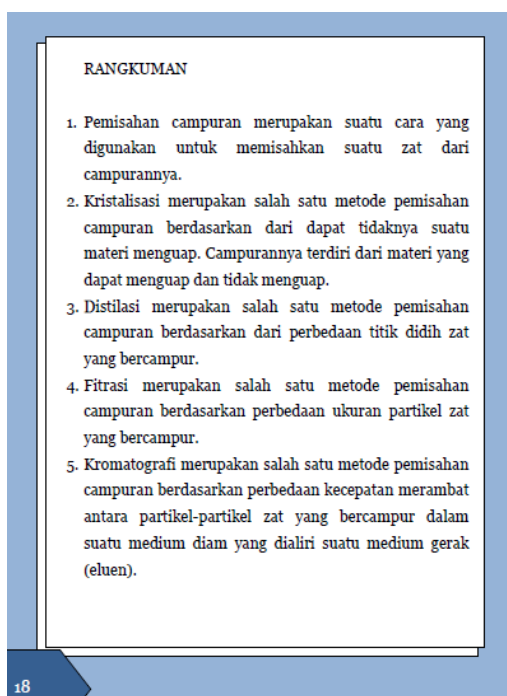 RANGKUMAN
1. Pemisahan campuran merupakan suatu cara yang
digunakan untuk memisahkan suatu zat dari
campurannya.
2. Kristalisasi merupakan salah satu metode pemisahan
campuran berdasarkan dari dapat tidaknya suatu
materi menguap. Campurannya terdiri dari materi yang
dapat menguap dan tidak menguap.
3. Distilasi merupakan salah satu metode pemisahan
campuran berdasarkan dari perbedaan titik didih zat
yang bercampur.
4. Fitrasi merupakan salah satu metode pemisahan
campuran berdasarkan perbedaan ukuran partikel zat
yang bercampur.
5. Kromatografi merupakan salah satu metode pemisahan
campuran berdasarkan perbedaan kecepatan merambat
antara partikel-partikel zat yang bercampur dalam
suatu medium diam yang dialiri suatu medium gerak
(eluen).
18